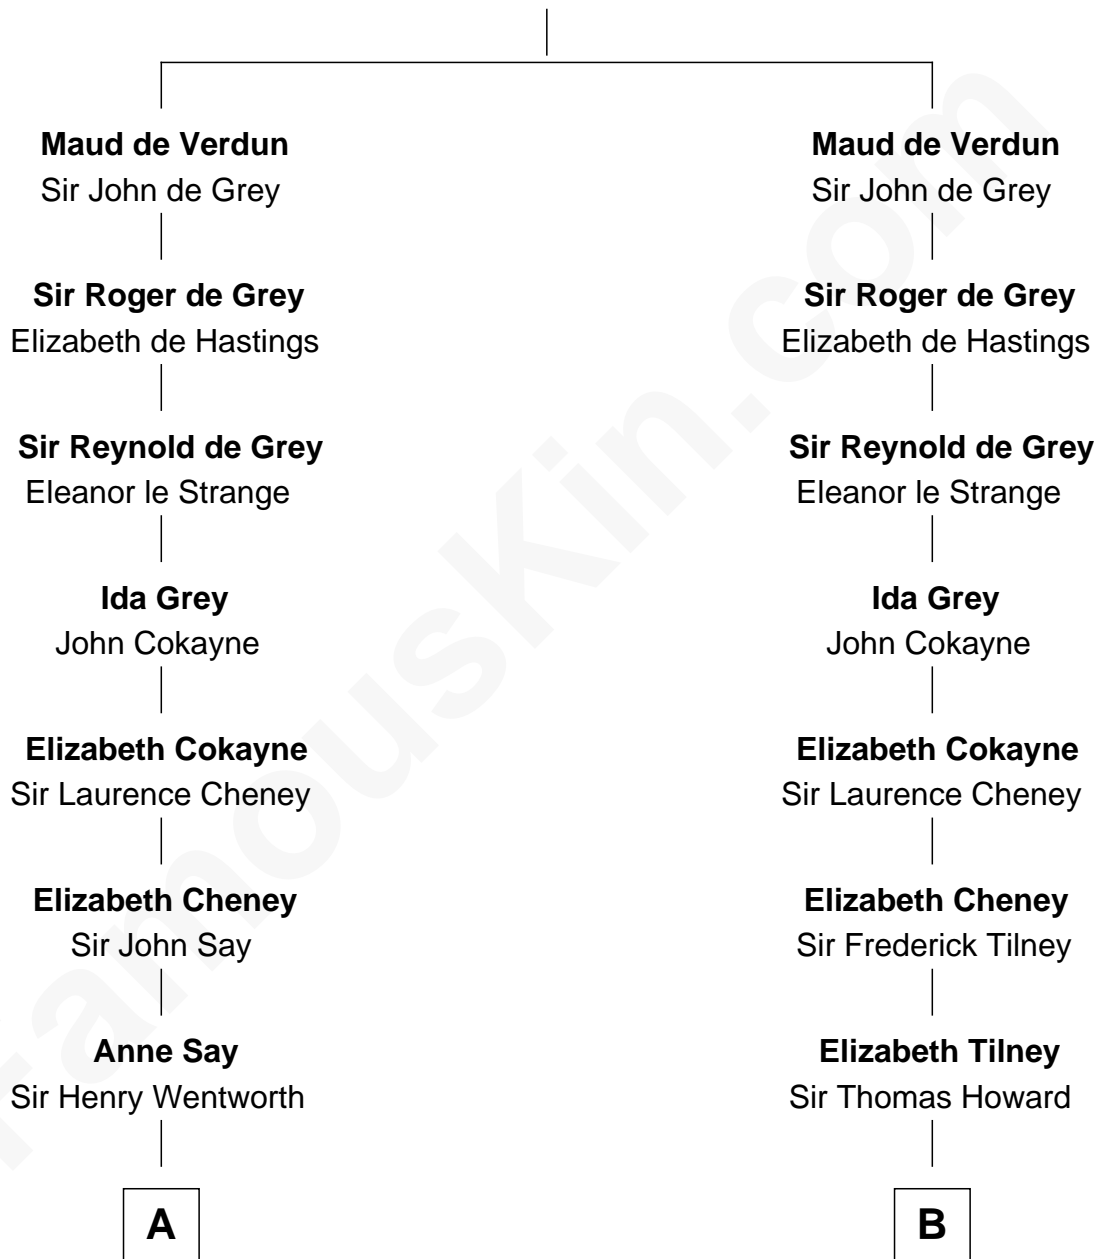 Maud de Verdun
Sir John de Grey
Sir Roger de Grey
Elizabeth de Hastings
Sir Reynold de Grey
Eleanor le Strange
Ida Grey
John Cokayne
Elizabeth Cokayne
Sir Laurence Cheney
Elizabeth Cheney
Sir John Say
Anne Say
Sir Henry Wentworth
A
Maud de Verdun
Sir John de Grey
Sir Roger de Grey
Elizabeth de Hastings
Sir Reynold de Grey
Eleanor le Strange
Ida Grey
John Cokayne
Elizabeth Cokayne
Sir Laurence Cheney
Elizabeth Cheney
Sir Frederick Tilney
Elizabeth Tilney
Sir Thomas Howard
B
FamousKin.com